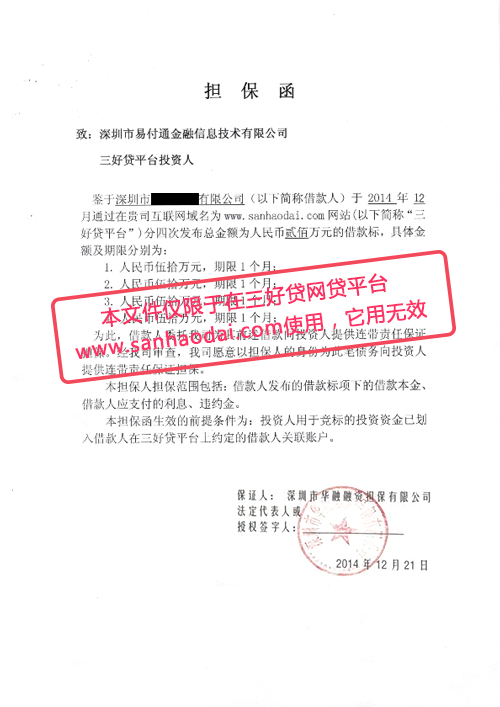 担 保 函
致：深圳市易付通金融信息技术有限公司
三好贷平台投资人
鉴于深圳市 有限公司（以下简称借款人）于 2014 年 12
月通过在贵司互联网域名为 www.sanhaodai.com 网站(以下简称“三
好贷平台”)分四次发布总金额为人民币贰佰万元的借款标，具体金
额及期限分别为：
1. 人民币伍拾万元，期限 1 个月；
2. 人民币伍拾万元，期限 1 个月；
3. 人民币伍拾万元，期限 1 个月；
人民币伍拾万元，期限 1 个月；
本文件仅限于在三好贷网贷平台
www.sanhaodai.com使用，它用无效
为此，借款人委托我司为其前述借款向投资人提供连带责任保证
经我司审查，我司愿意以担保人的身份为此笔债务向投资人
提供连带责任保证担保。
本担保人担保范围包括：借款人发布的借款标项下的借款本金、
借款人应支付的利息、违约金。
本担保函生效的前提条件为：投资人用于竞标的投资资金已划
入借款人在三好贷平台上约定的借款人关联账户。
保证人： 深圳市华融融资担保有限公司
法定代表人或
授权签字人：
2014 年 12 月 21 日